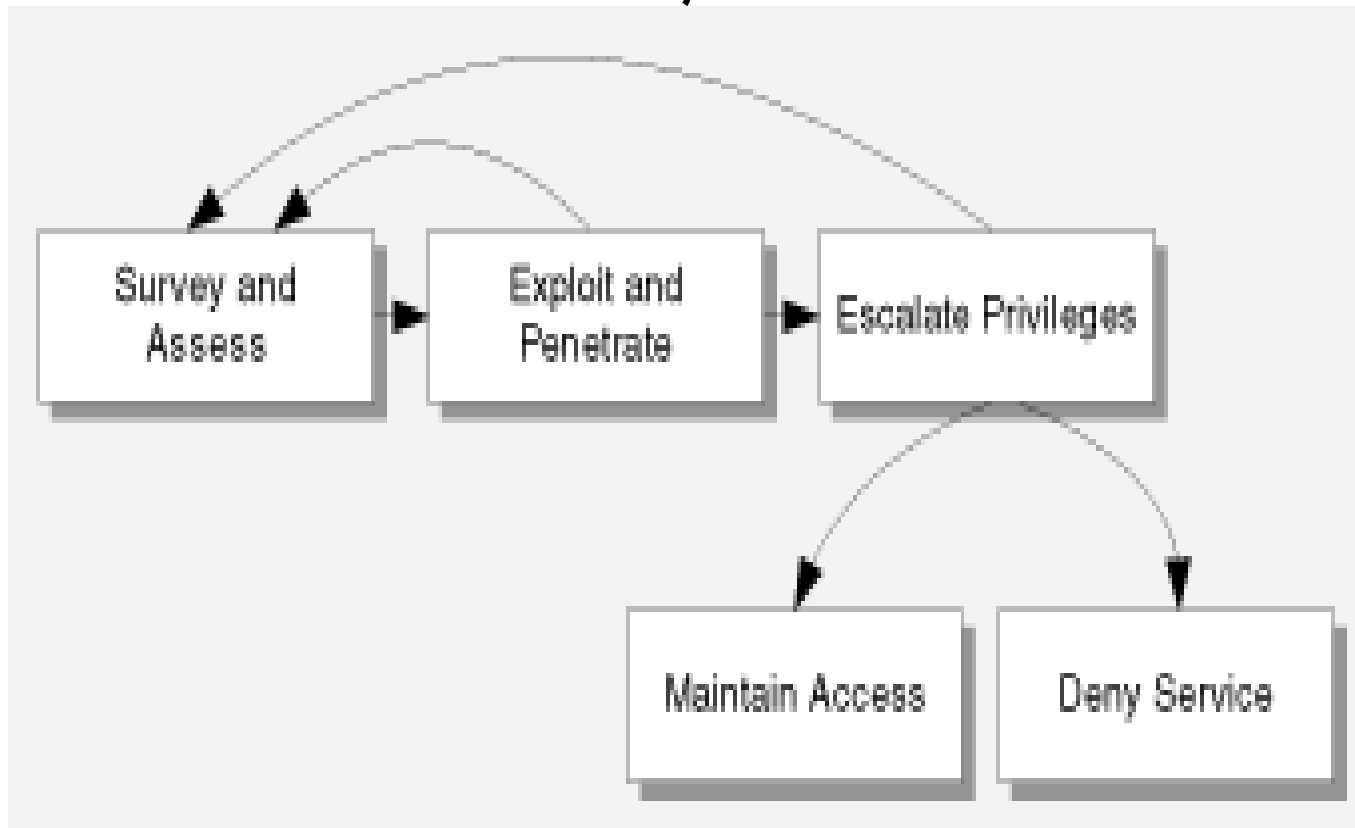 Survey and
Assess
Exploit and
Penetrate
Escalate Privileges
Maintain Access
Deny Service